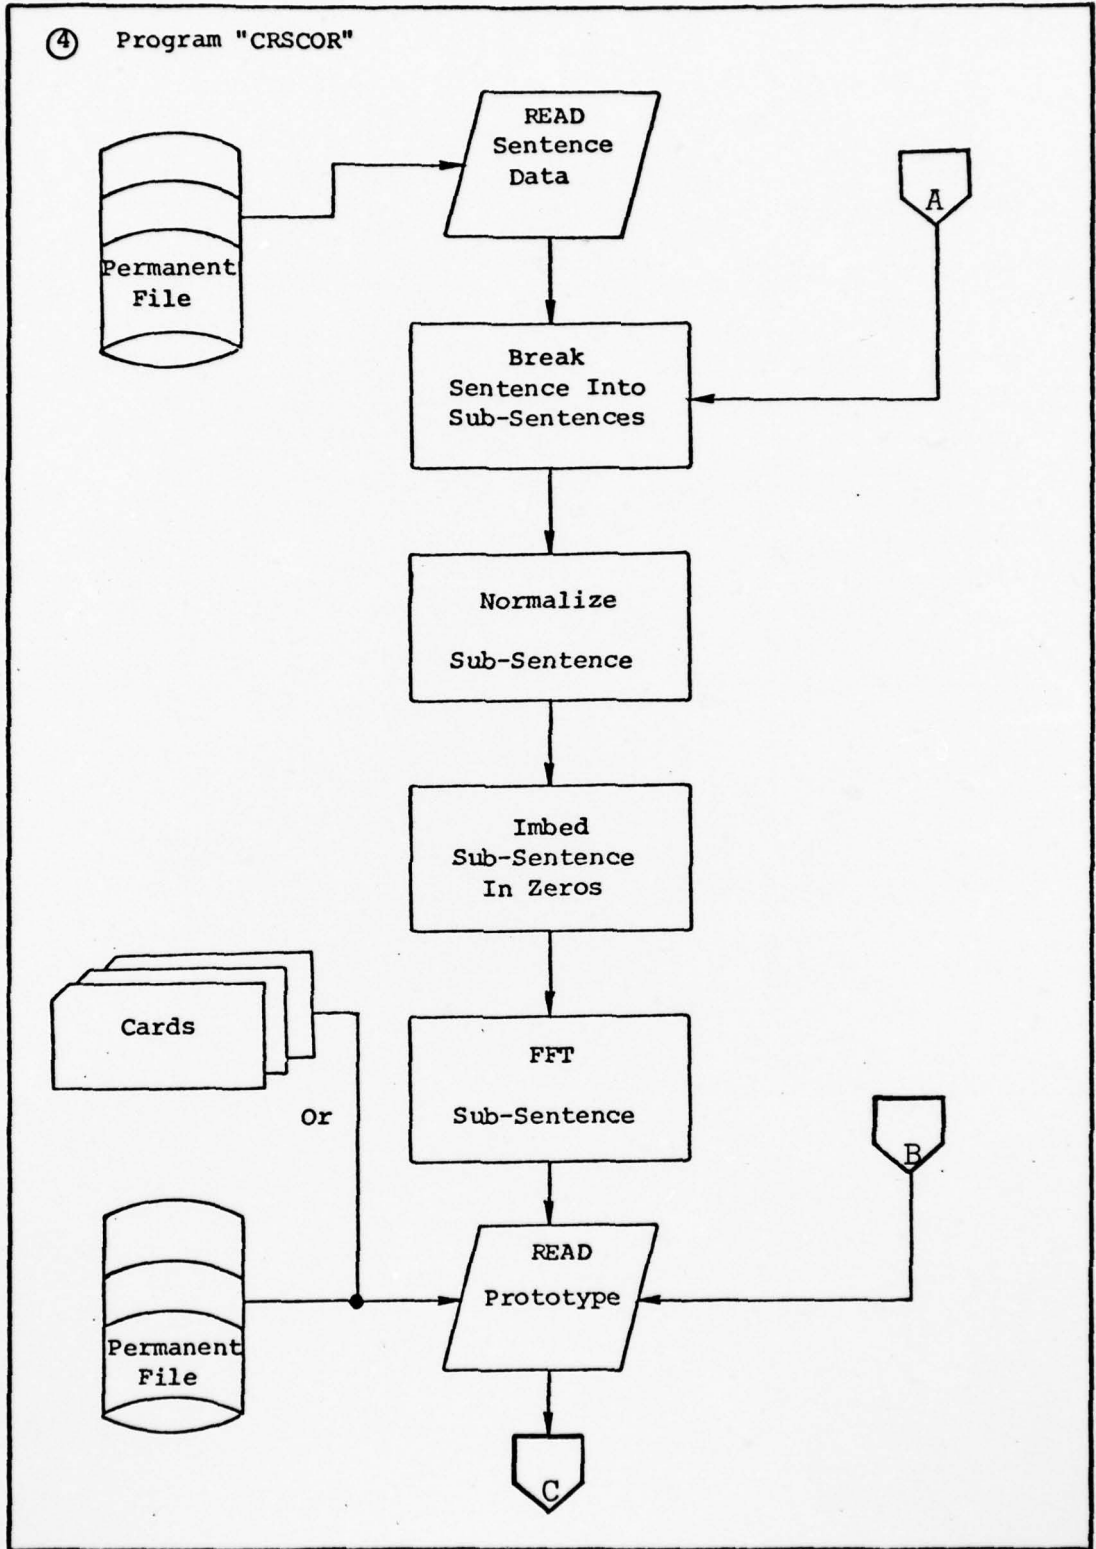 4 Program "CRSCOR"
READ
Sentence
Data
A
Permanent
File
Break
Sentence Into
Sub-Sentences
Normalize
Sub-Sentence
Imbed
Sub-Sentence
In Zeros
Cards
FFT
Or
Sub-Sentence
B
READ
Prototype
Permanent
File
C